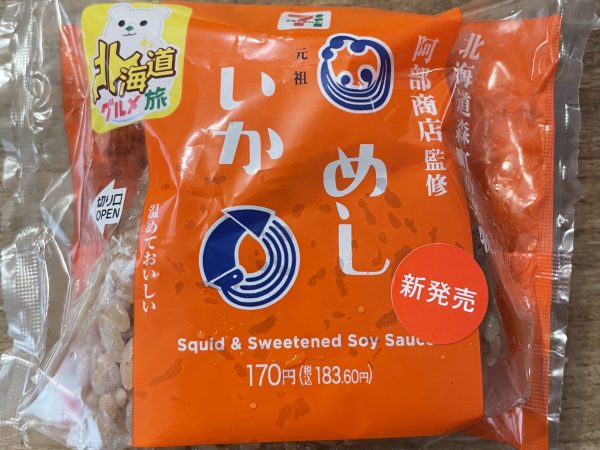 北海道
グルメ旅
北海道森
阿部商店監修
元祖
いか
めし
切り口
OPEN
温めておいしい
新発売
Squid & Sweetened Soy Sauce
170円(税込183.60円)